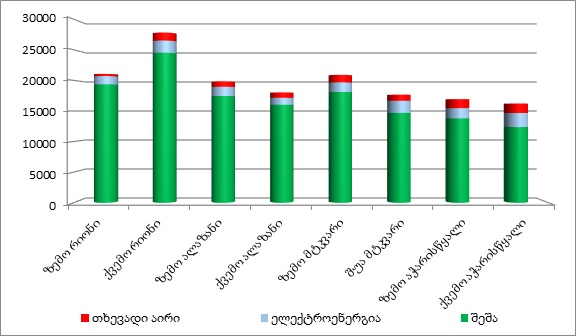 30000
25000
20000
15000
10000
5000
0
ზემო რიონი
ქვემო რიონი
ზემო ალაზანი
ქვემო ალაზანი
ზემო მტკვარი
შუა მტკვარი
ზემო აჭარისწყალი
ქვემო აჭარისწყალი
თხევადი აირი
ელექტროენერგია
შეშა